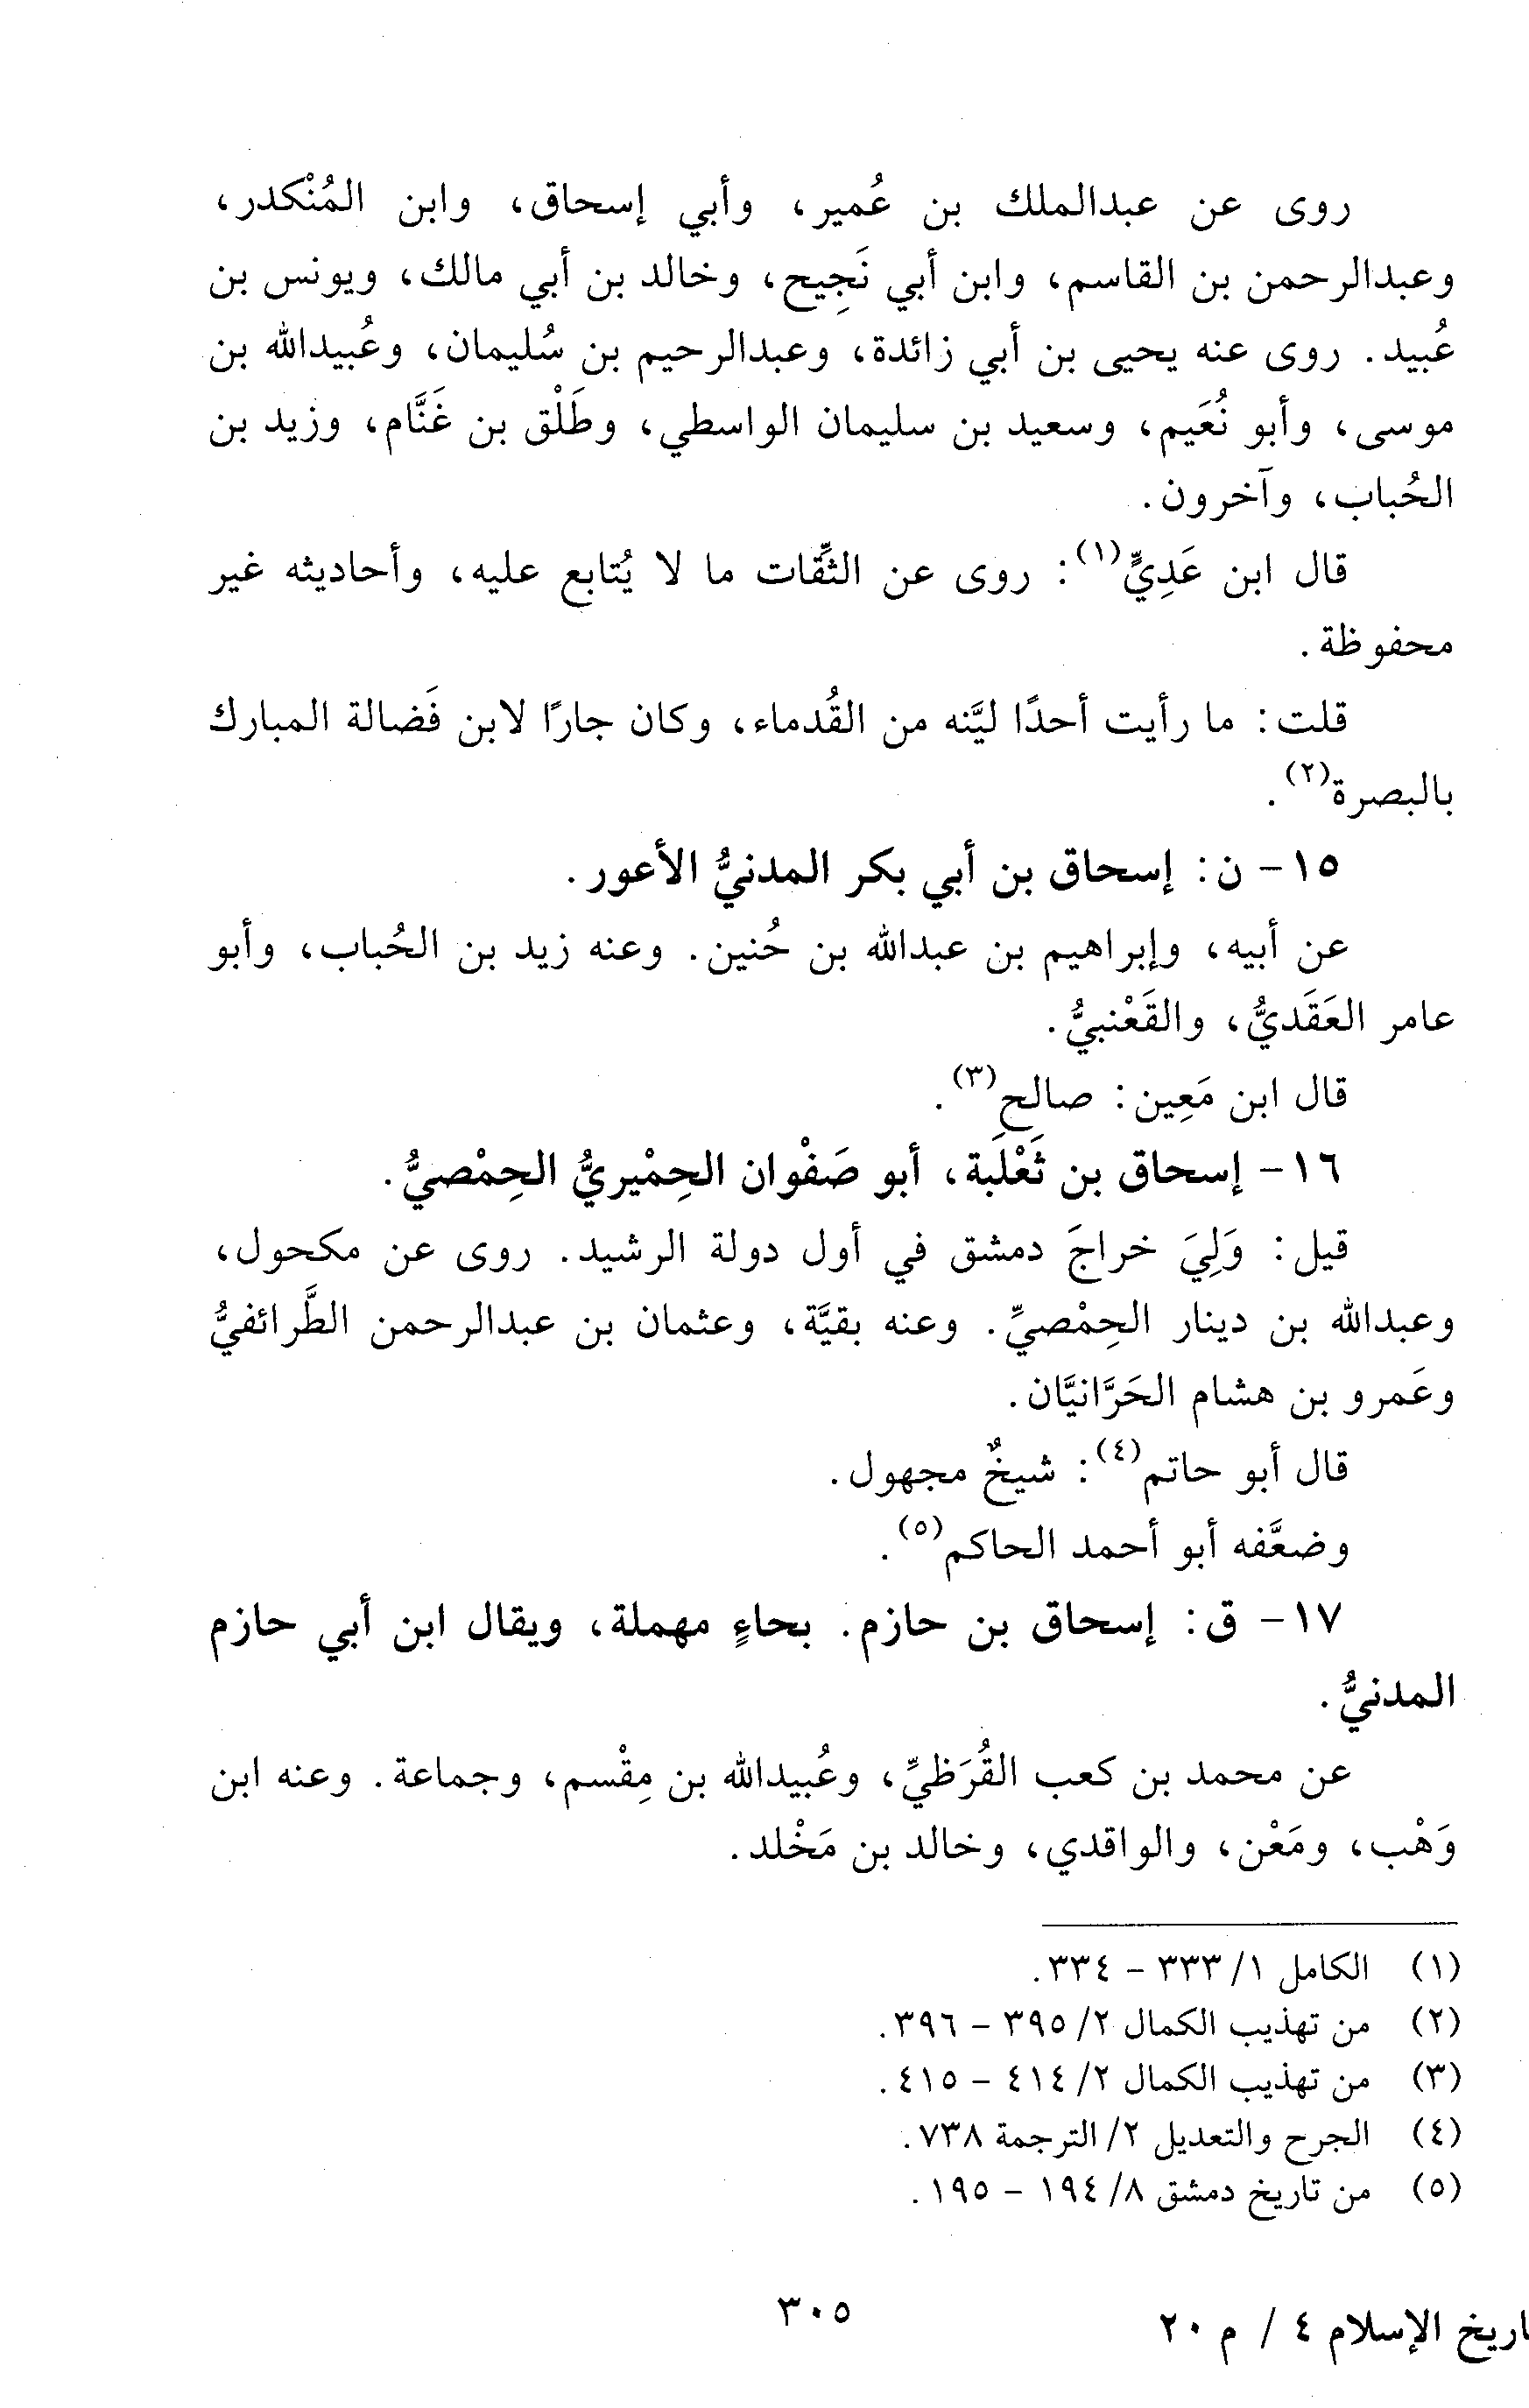 روى عن عبدالملك بن عُمير، وأبي إسحاق، وابن المُنْكدر،
وعبدالرحمن بن القاسم، وابن أبي نَجِيح، وخالد بن أبي مالك، ويونس بن
عُبيد. روى عنه يحيى بن أبي زائدة، وعبدالرحيم بن سُليمان، وعُبيدالله بن
موسى، وأبو نُعَيم، وسعيد بن سليمان الواسطي، وطَلْق بن غَنَّام، وزيد بن
الحُباب، وآخرون.
قال ابن عَدِيٍّ(١): روى عن الثِّقات ما لا يُتابع عليه، وأحاديثه غير
محفوظة.
قلت: ما رأيت أحدًا ليَّنه من القُدماء، وكان جارًا لابن فَضالة المبارك
بالبصرة(٢).
١٥ - ن: إسحاق بن أبي بكر المدنيُّ الأعور.
عن أبيه، وإبراهيم بن عبدالله بن حُنين. وعنه زيد بن الحُباب، وأبو
عامر العَقَديُّ، والقَعْنبيُّ.
قال ابن مَعِين: صالح(٣).
١٦ - إسحاق بن ثَعْلَبة، أبو صَفْوان الحِمْيريُّ الحِمْصيُّ.
قيل: وَلِيَ خراجَ دمشق في أول دولة الرشيد. روى عن مكحول،
وعبدالله بن دينار الحِمْصيِّ. وعنه بقيَّة، وعثمان بن عبدالرحمن الطَّرائفيُّ
وعَمرو بن هشام الحَرَّانيَّان.
قال أبو حاتم(٤): شيخٌ مجهول.
وضعَّفه أبو أحمد الحاكم(٥).
١٧ - ق: إسحاق بن حازم. بحاءٍ مهملة، ويقال ابن أبي حازم
المدنيُّ.
عن محمد بن كعب القُرَظيِّ، وعُبيدالله بن مِقْسم، وجماعة. وعنه ابن
وَهْب، ومَعْن، والواقدي، وخالد بن مَخْلد.
(١) الكامل ١/ ٣٣٣ - ٣٣٤.
(٢) من تهذيب الكمال ٢/ ٣٩٥ - ٣٩٦.
(٣) من تهذيب الكمال ٢/ ٤١٤ - ٤١٥.
(٤) الجرح والتعديل ٢/ الترجمة ٧٣٨.
(٥) من تاريخ دمشق ٨/ ١٩٤ - ١٩٥.
٣٠٥
اريخ الإسلام ٤ / م ٢٠